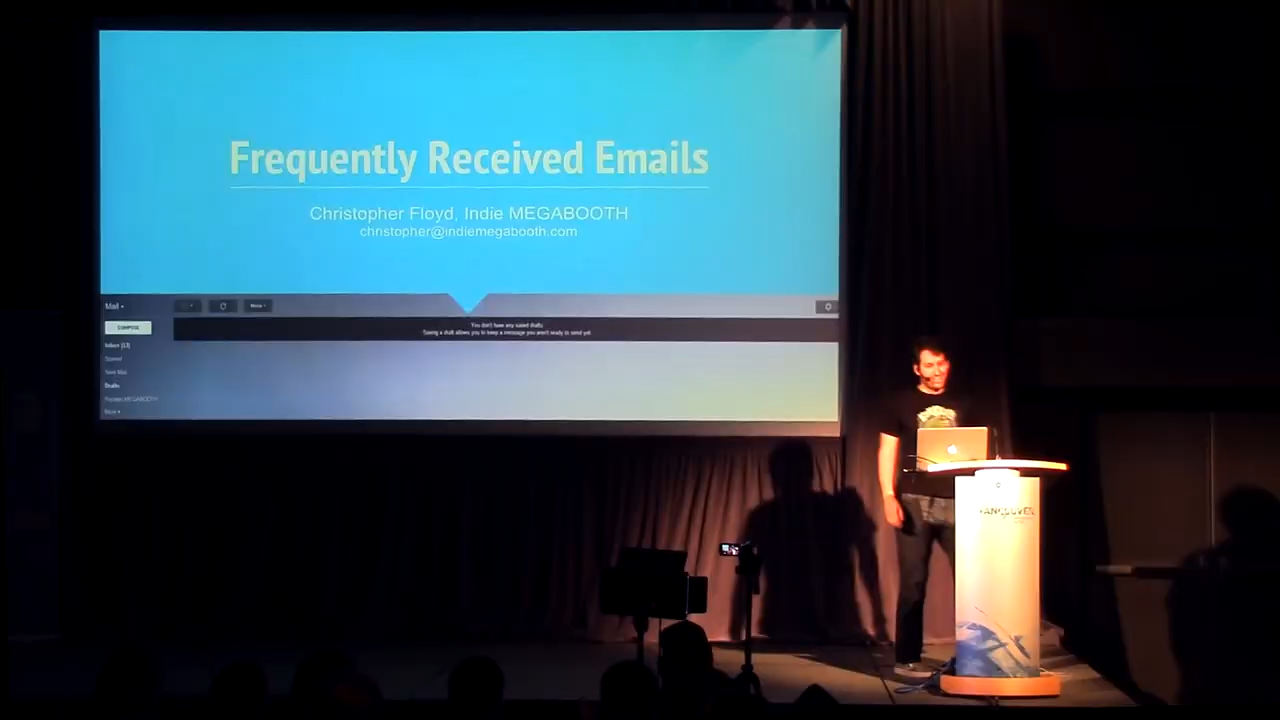 Frequently Received Emails
Christopher Floyd, Indie MEGABOOTH
christopher@indiemegabooth.com
Mail
More
You don't have any saved drafts.
Saving a draft allows you to keep a message you aren't ready to send yet.
COMPOSE
Inbox (13)
Starred
Sent Mail
Drafts
MEGABOOTH
More
VANCOUVER